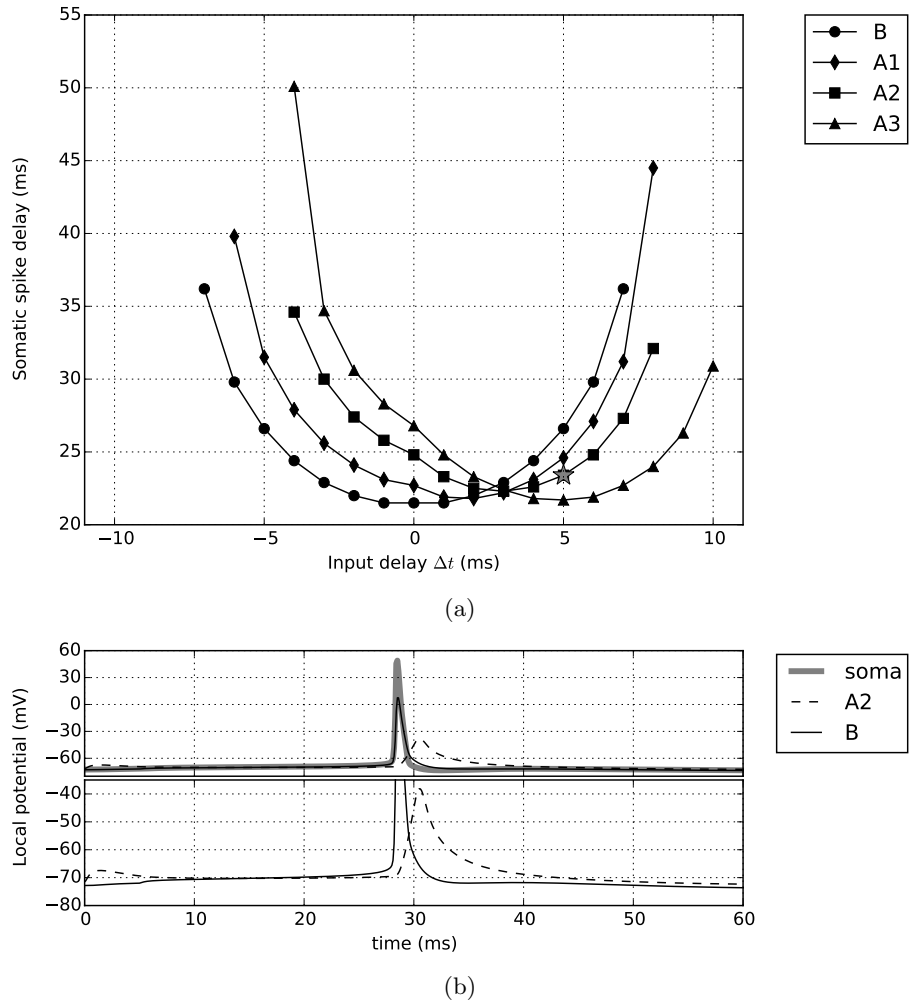 55
50
45
40
35
30
25
20
Somatic spike delay (ms)
−10
−5
0
5
10
Input delay Δt (ms)
B
A1
A2
A3
(a)
60
30
0
−30
−60
−40
−50
−60
−70
−80
Local potential (mV)
0
10
20
30
40
50
60
time (ms)
soma
A2
B
(b)